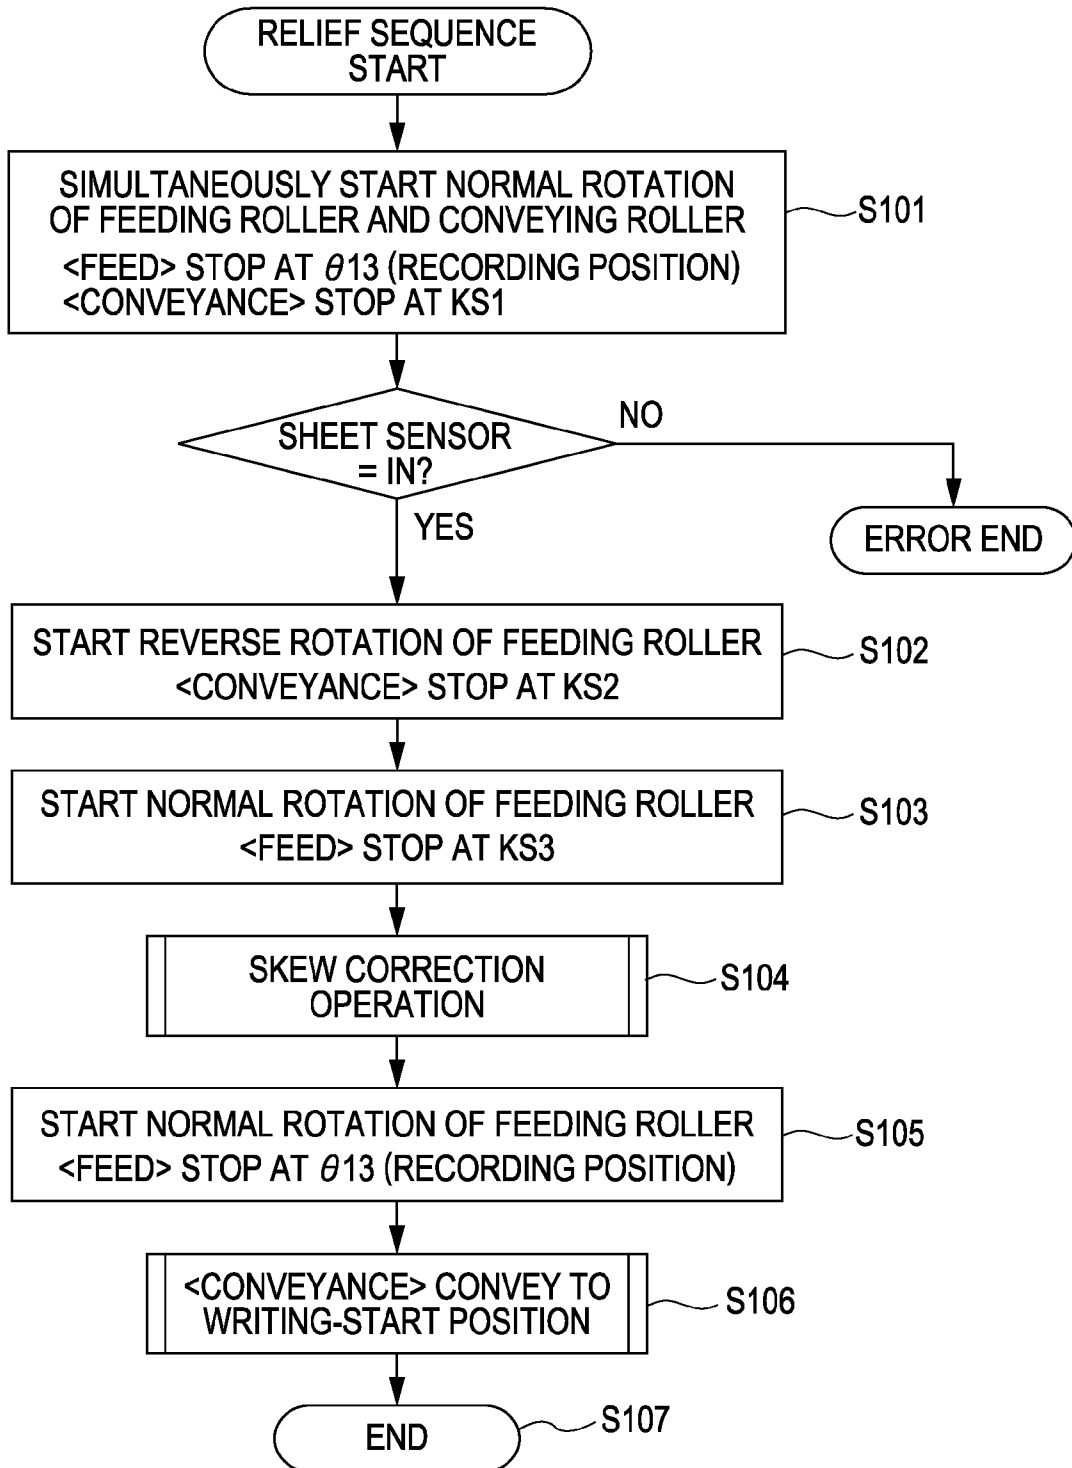 RELIEF SEQUENCE
START
SIMULTANEOUSLY START NORMAL ROTATION
OF FEEDING ROLLER AND CONVEYING ROLLER
<FEED> STOP AT θ13 (RECORDING POSITION)
<CONVEYANCE> STOP AT KS1
S101
SHEET SENSOR
= IN?
NO
ERROR END
YES
START REVERSE ROTATION OF FEEDING ROLLER
<CONVEYANCE> STOP AT KS2
S102
START NORMAL ROTATION OF FEEDING ROLLER
<FEED> STOP AT KS3
S103
SKEW CORRECTION
OPERATION
S104
START NORMAL ROTATION OF FEEDING ROLLER
<FEED> STOP AT θ13 (RECORDING POSITION)
S105
<CONVEYANCE> CONVEY TO
WRITING-START POSITION
S106
END
S107